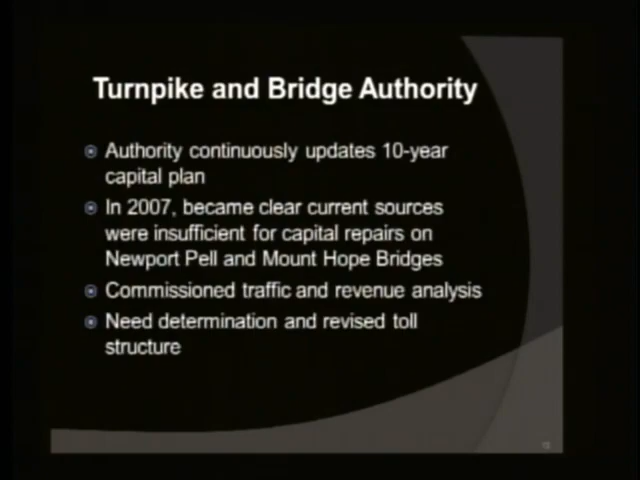 Turnpike and Bridge Authority
Authority continuously updates 10-year
capital plan
In 2007, became clear current sources
were insufficient for capital repairs on
Newport Pell and Mount Hope Bridges
Commissioned traffic and revenue analysis
Need determination and revised toll
structure